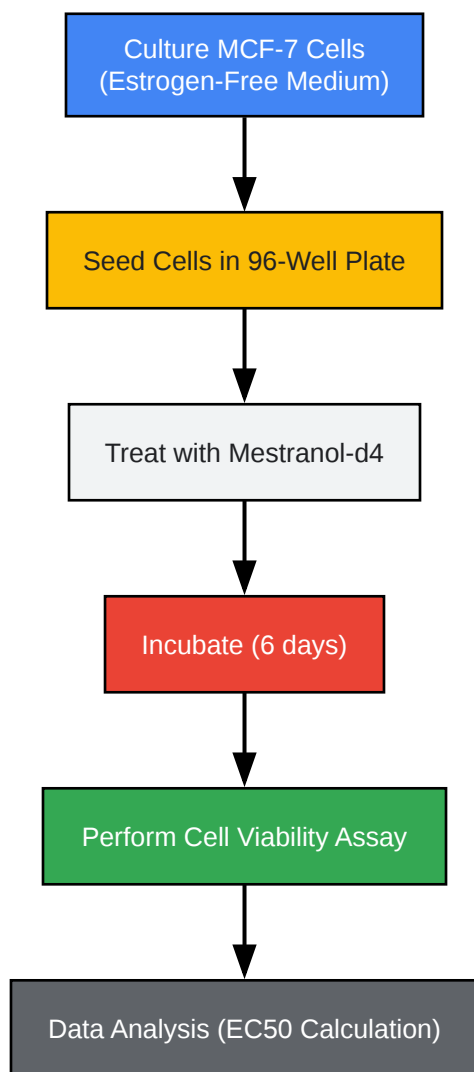 Culture MCF-7 Cells
(Estrogen-Free Medium)
Seed Cells in 96-Well Plate
Treat with Mestranol-d4
Incubate (6 days)
Perform Cell Viability Assay
Data Analysis (EC50 Calculation)